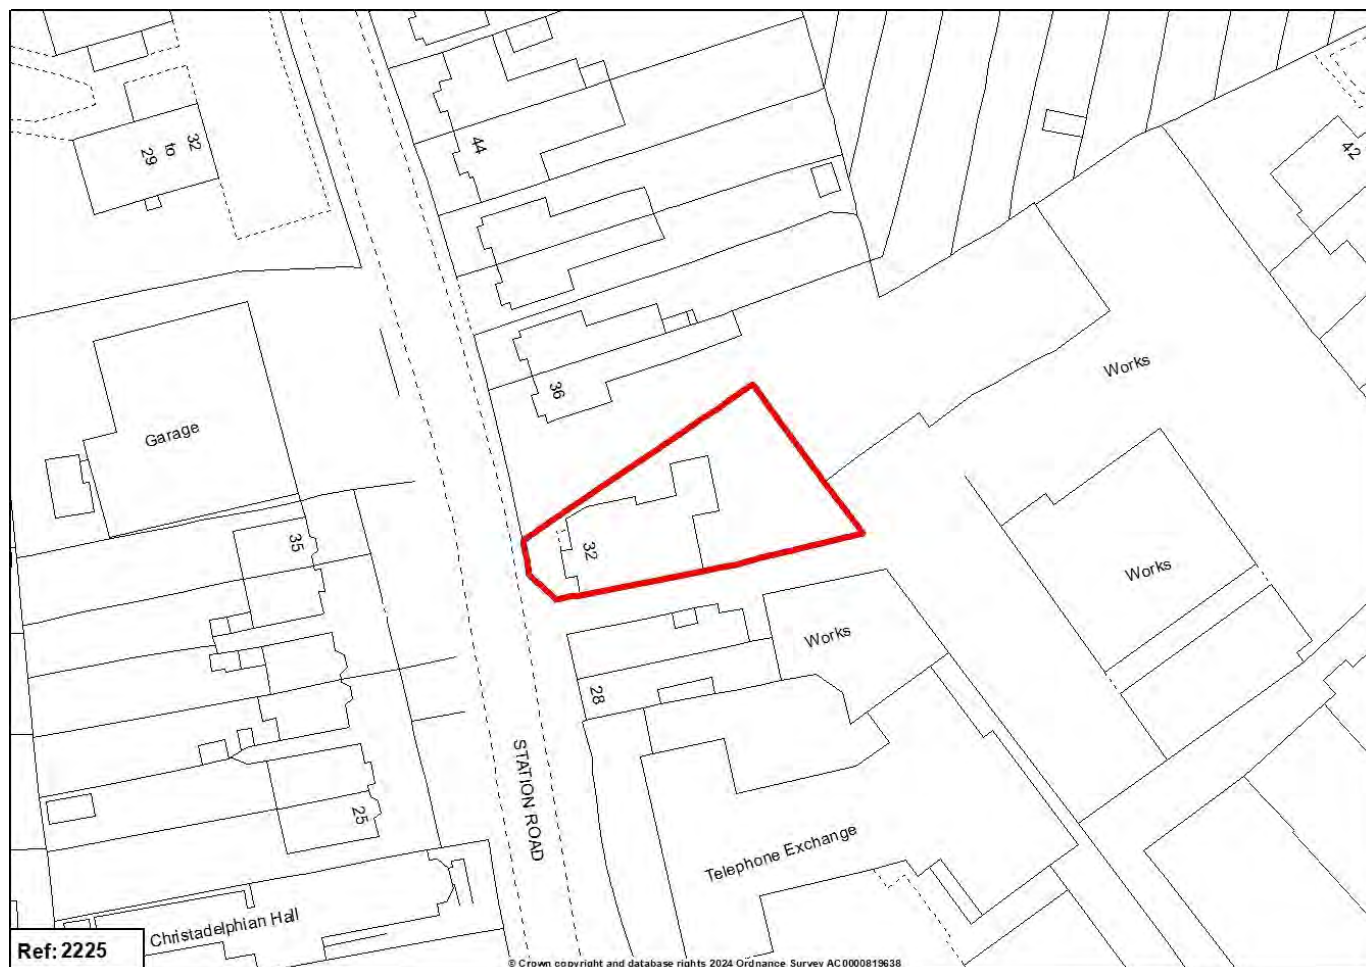 32
to
29
44
42
Garage
36
Works
35
32
Works
Works
28
STATION ROAD
25
Telephone Exchange
Christadelphian Hall
Ref: 2225
© Crown copyright and database rights 2024 Ordnance Survey AC0000819638